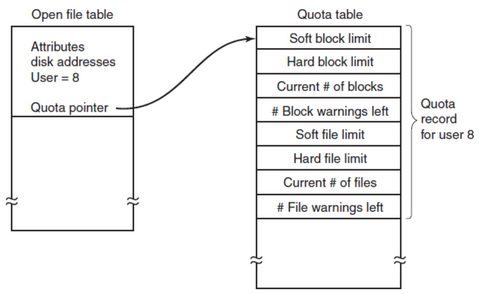 Open file table
Attributes
disk addresses
User = 8
Quota pointer
Quota table
Soft block limit
Hard block limit
Current # of blocks
# Block warnings left
Soft file limit
Hard file limit
Current # of files
# File warnings left
Quota
record
for user 8